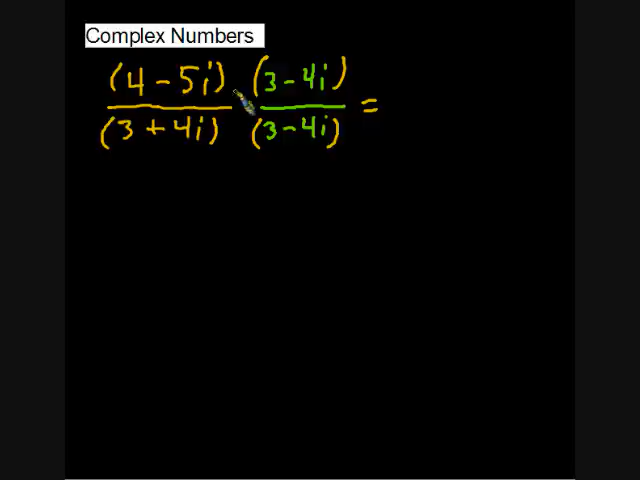 Complex Numbers
(4 - 5i) (3 - 4i) =
(3 + 4i) (3 - 4i)